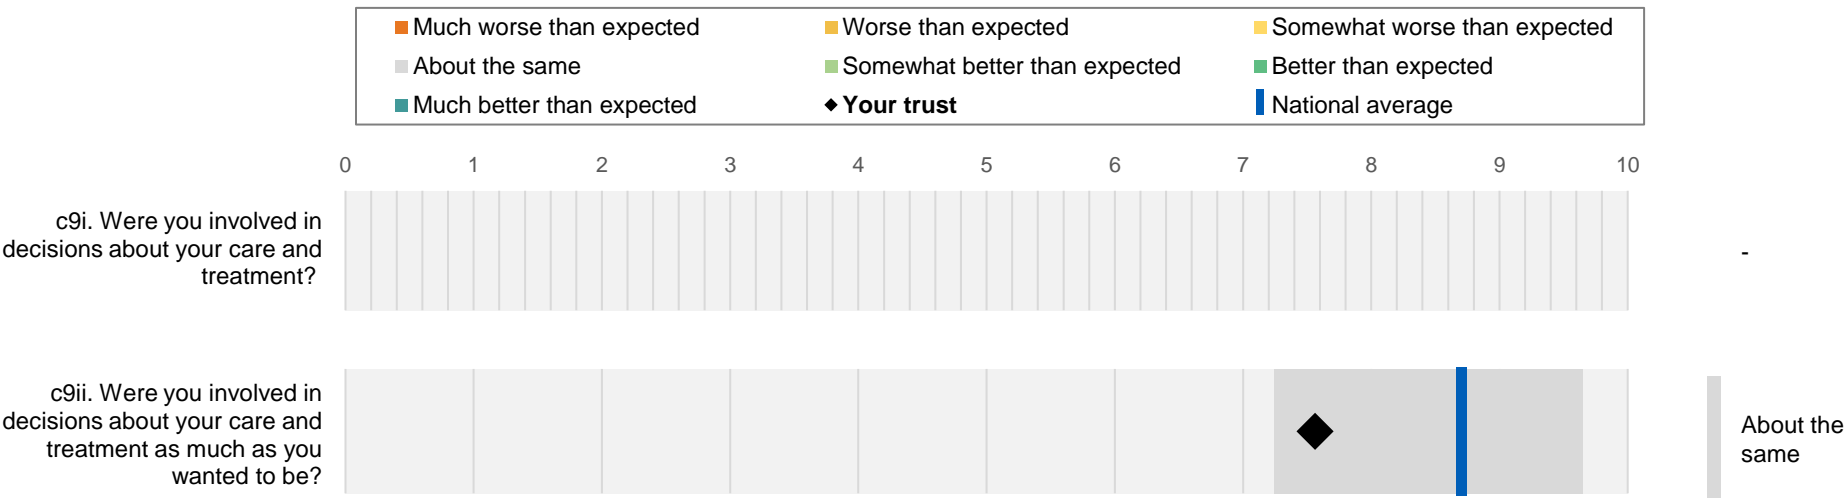 Much worse than expected
Worse than expected
Somewhat worse than expected
About the same
Somewhat better than expected
Better than expected
Much better than expected
Your trust
National average
0 1 2 3 4 5 6 7 8 9 10
c9i. Were you involved in
decisions about your care and
treatment?
-
c9ii. Were you involved in
decisions about your care and
treatment as much as you
wanted to be?
About the
same